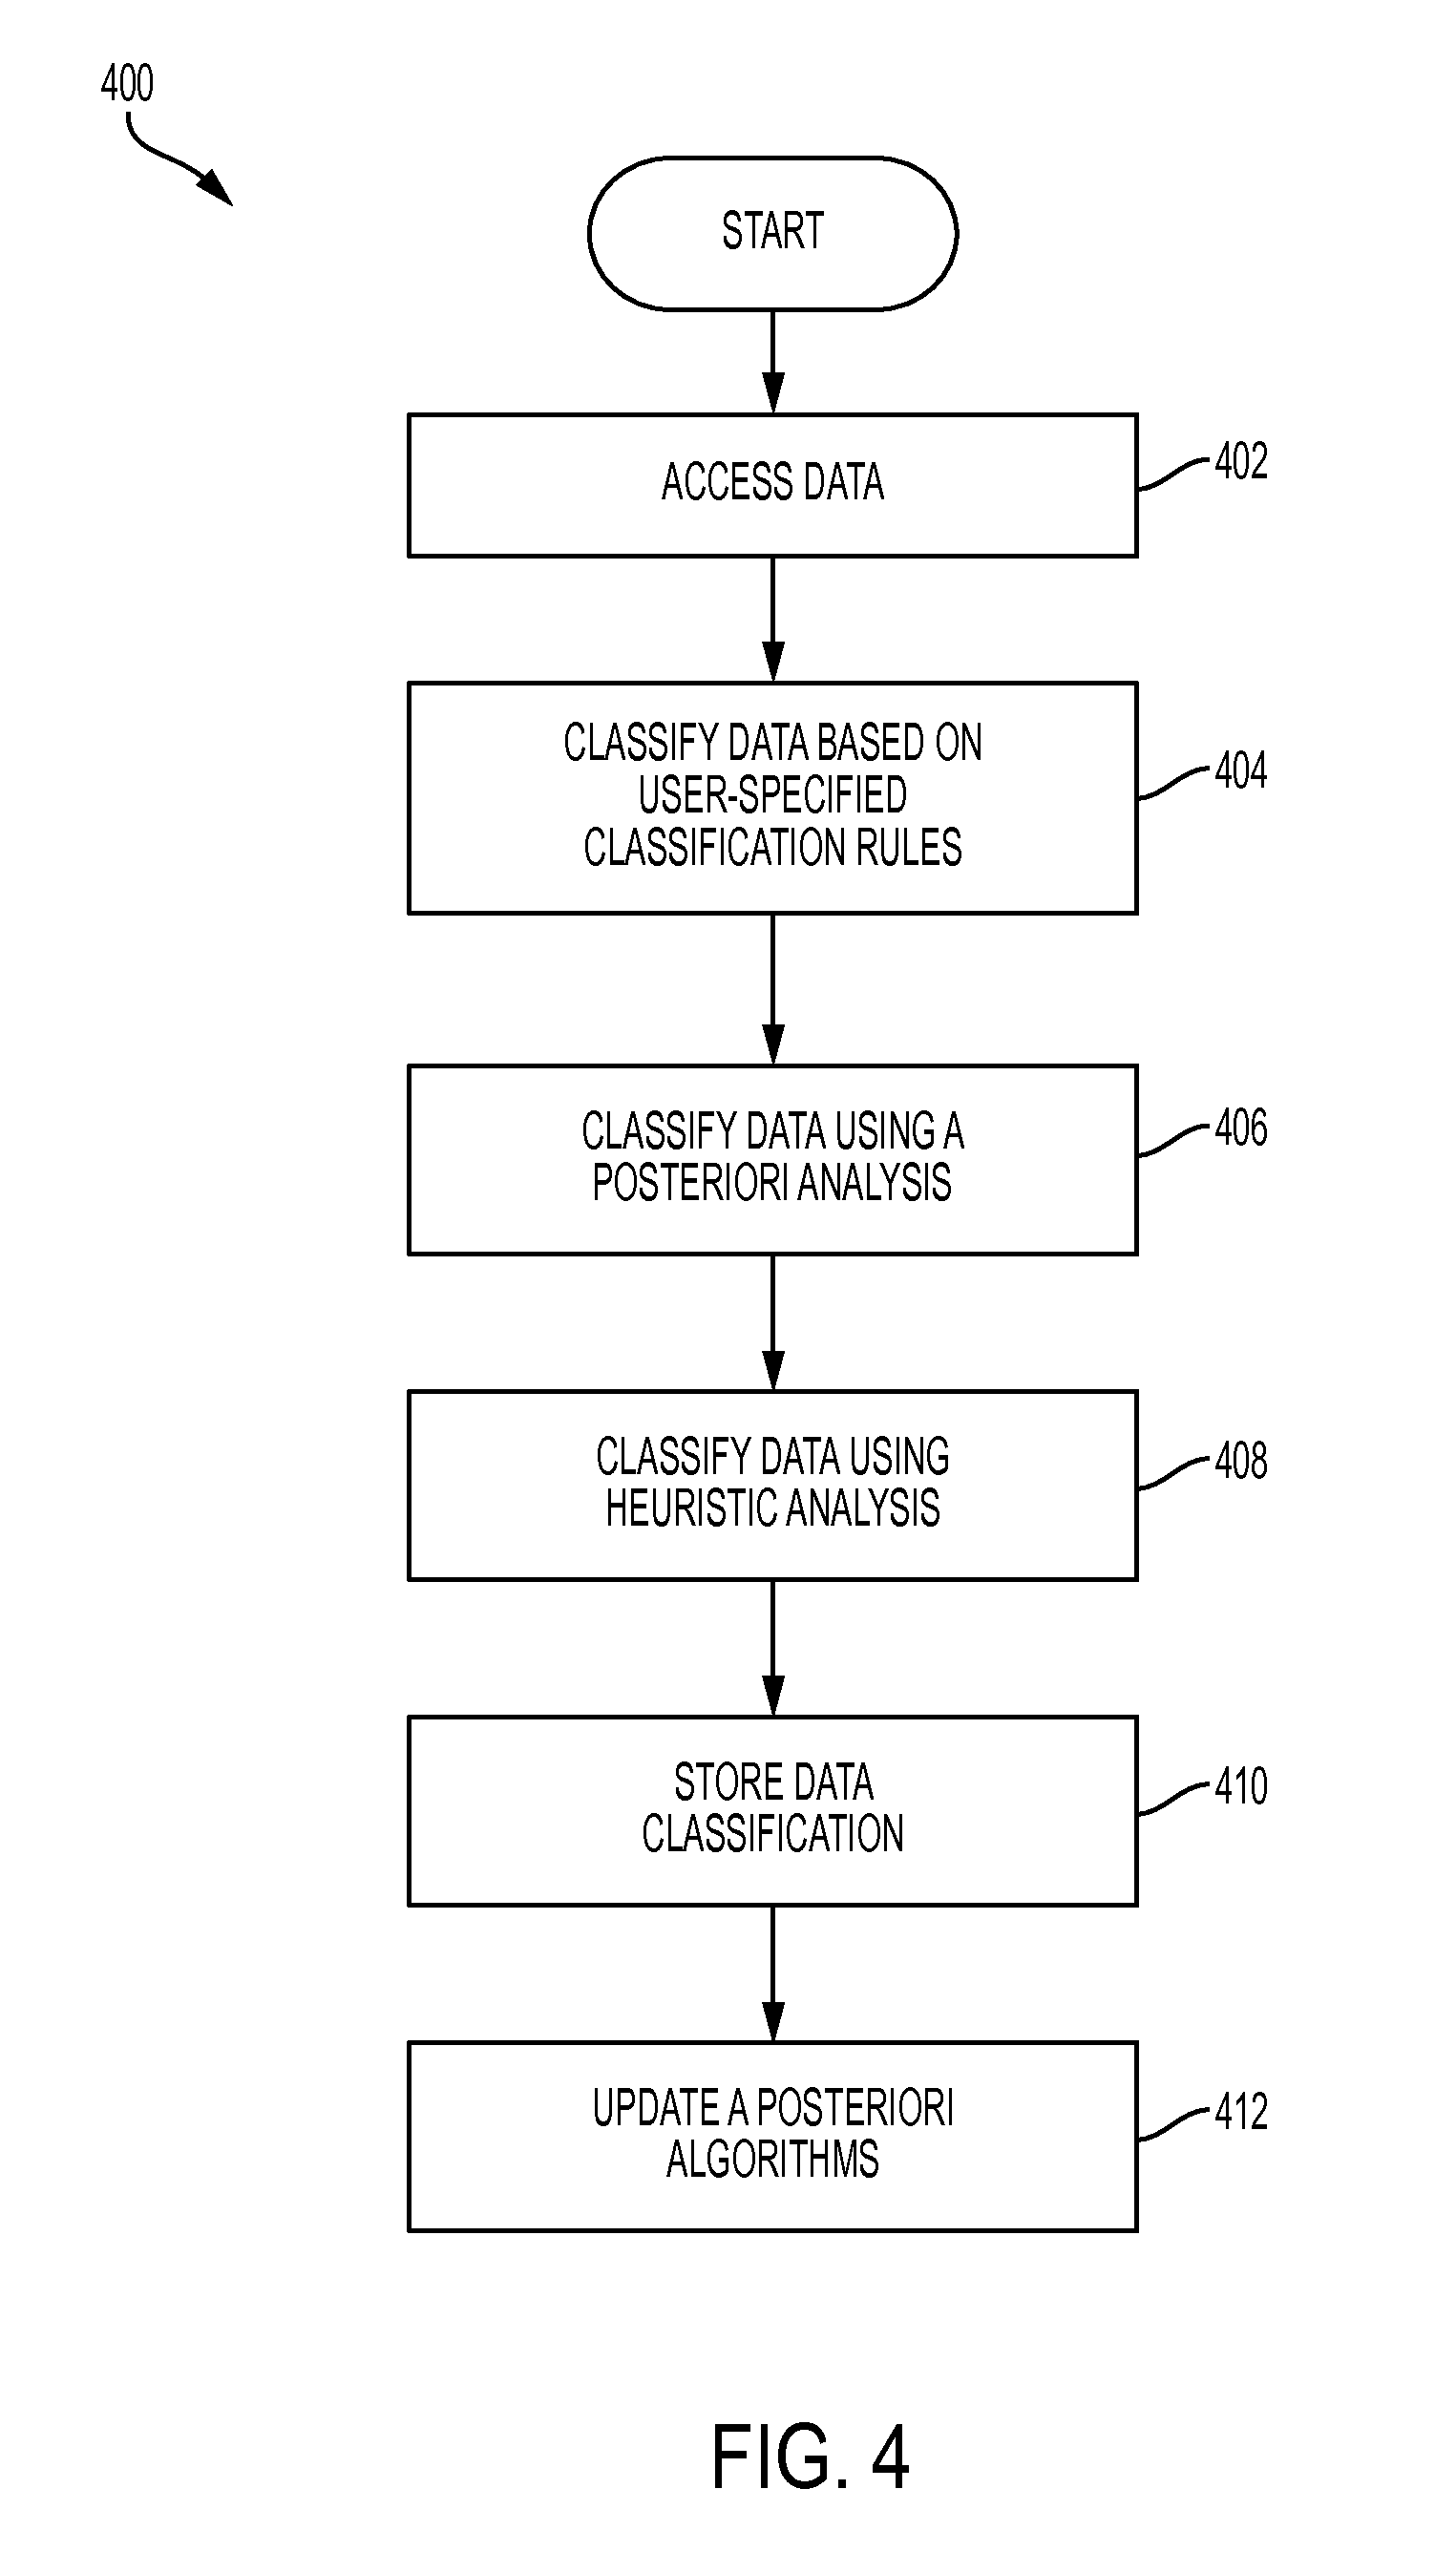 400
START
ACCESS DATA
402
CLASSIFY DATA BASED ON
USER-SPECIFIED
CLASSIFICATION RULES
404
CLASSIFY DATA USING A
POSTERIORI ANALYSIS
406
CLASSIFY DATA USING
HEURISTIC ANALYSIS
408
STORE DATA
CLASSIFICATION
410
UPDATE A POSTERIORI
ALGORITHMS
412
FIG. 4